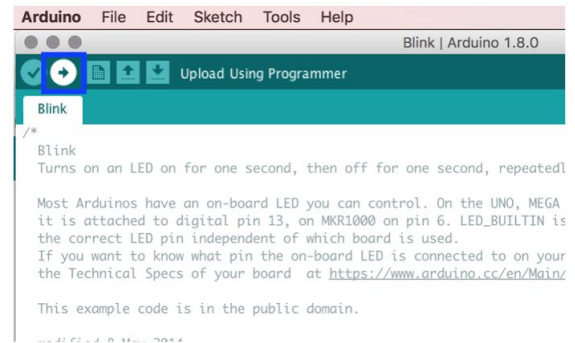 Arduino File Edit Sketch Tools Help
Blink | Arduino 1.8.0
Upload Using Programmer
Blink
/*
Blink
Turns on an LED on for one second, then off for one second, repeatedl
Most Arduinos have an on-board LED you can control. On the UNO, MEGA
it is attached to digital pin 13, on MKR1000 on pin 6. LED_BUILTIN is
the correct LED pin independent of which board is used.
If you want to know what pin the on-board LED is connected to on your
the Technical Specs of your board at https://www.arduino.cc/en/Main/
This example code is in the public domain.
modified 8 May 2014